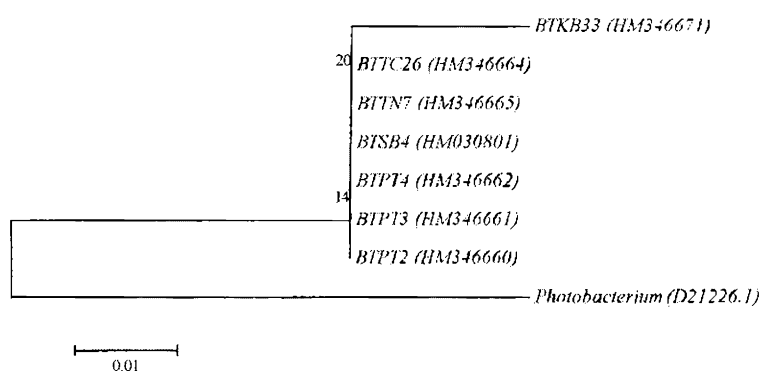 BTKB33 (HM346671)
20
BTTC26 (HM346664)
BTTN7 (HM346665)
BTSB4 (HM030801)
BTPT4 (HM346662)
14
BTPT3 (HM346661)
BTPT2 (HM346660)
Photobacterium (D21226.1)
0.01